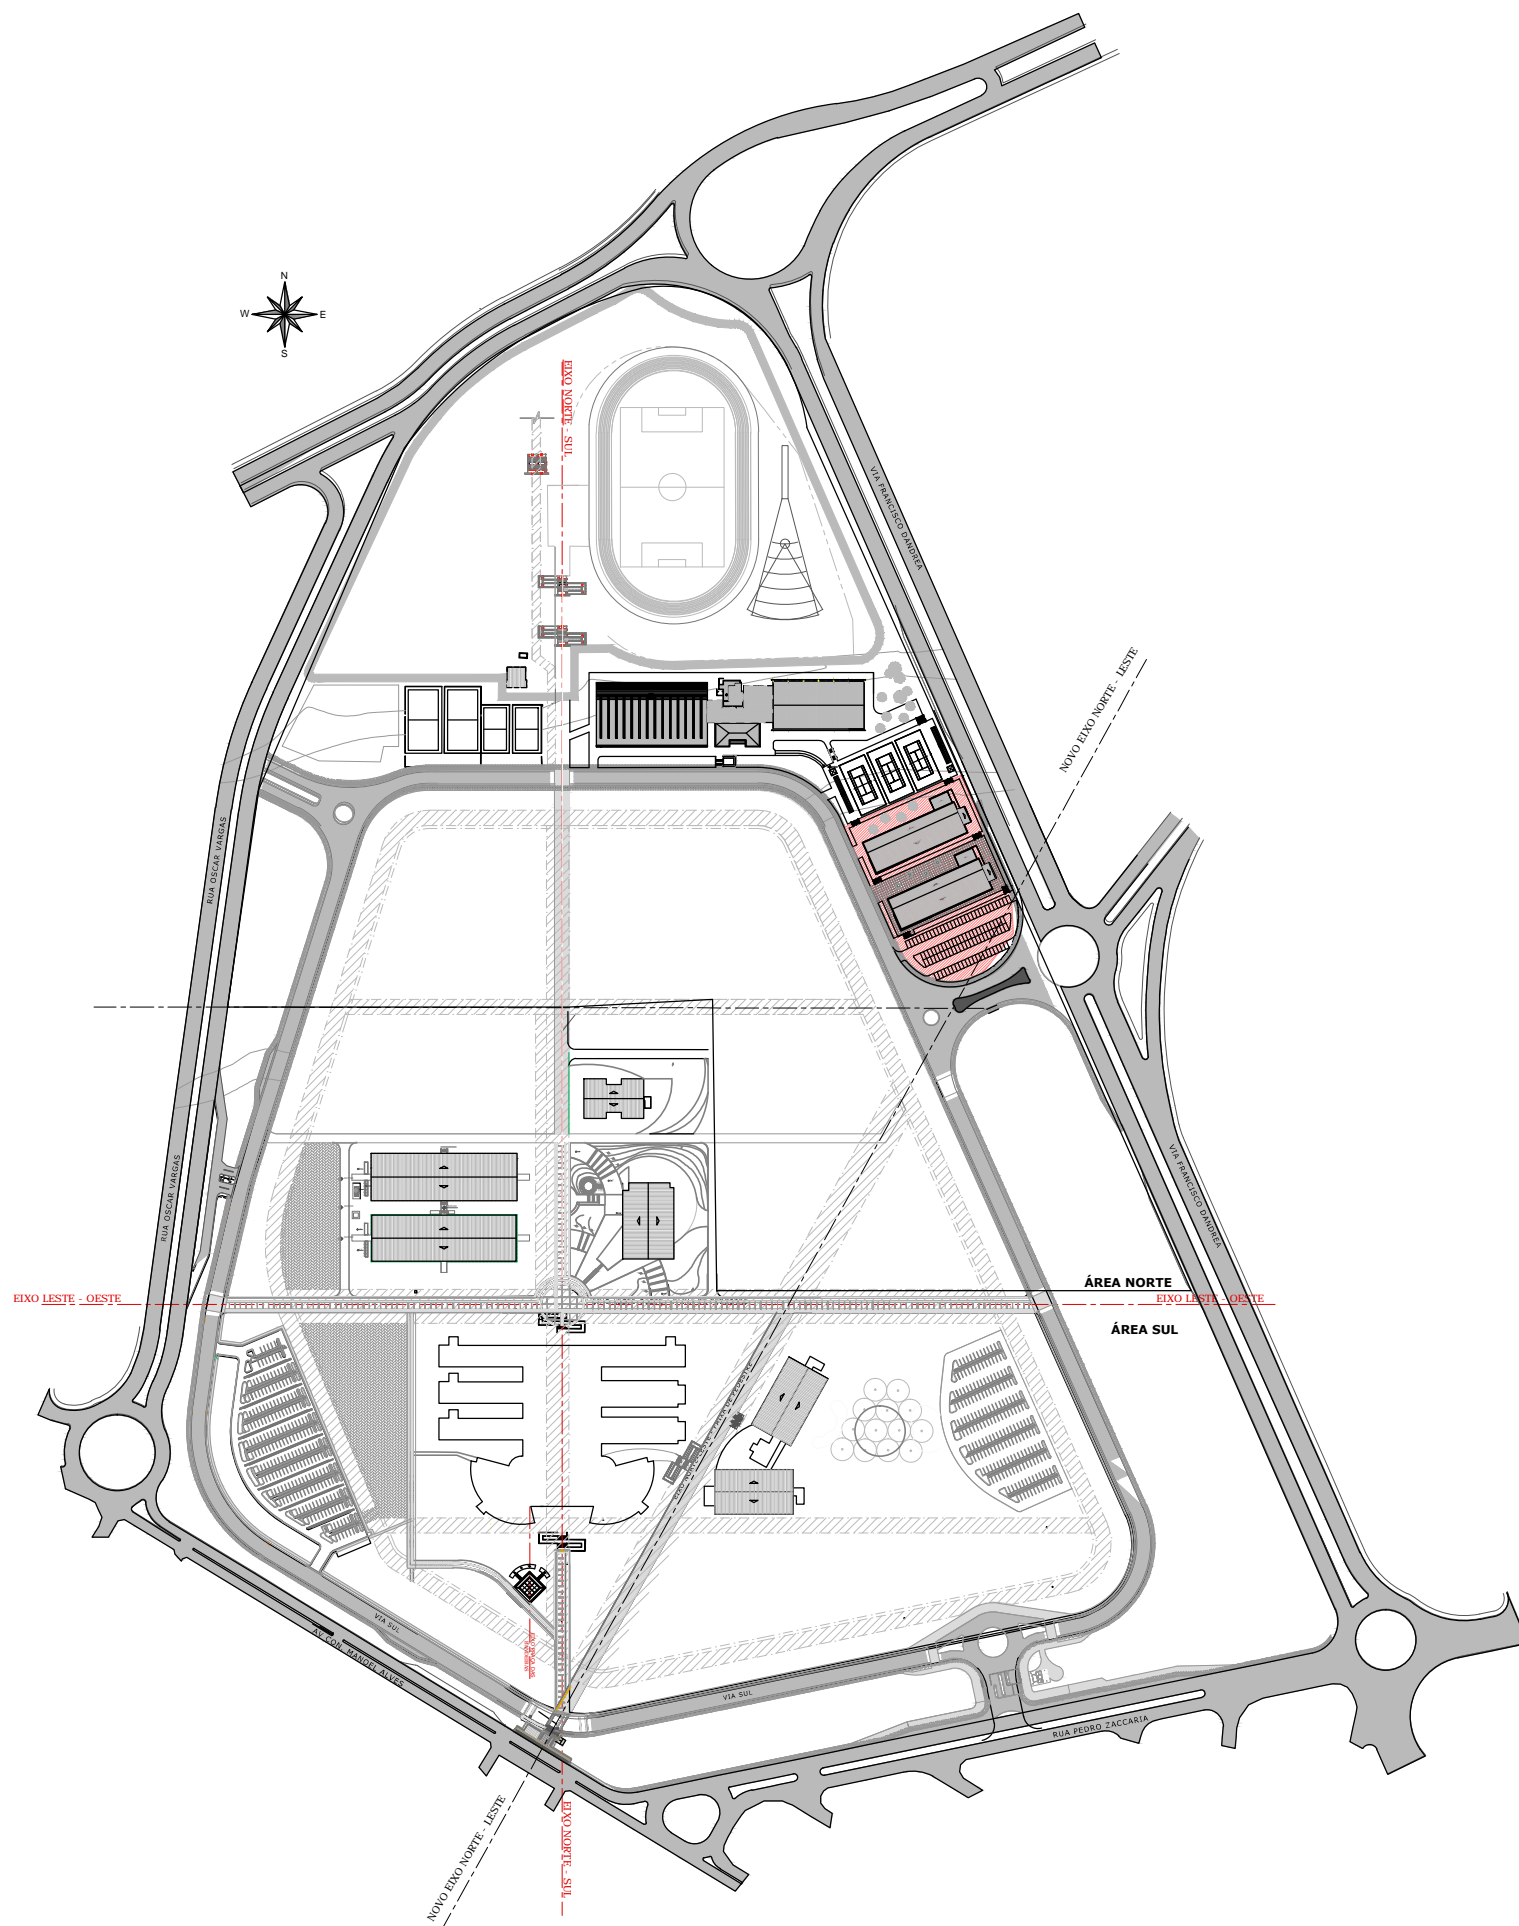 N
W
E
S
EIXO NORTE - SUL
VIA FRANCISCO DANDREA
NOVO EIXO NORTE - LESTE
RUA OSCAR VARGAS
RUA OSCAR VARGAS
VIA FRANCISCO DANDREA
ÁREA NORTE
EIXO LESTE - OESTE
EIXO LESTE - OESTE
ÁREA SUL
VIA SUL
AV. CON. MANOEL ALVES
VIA SUL
RUA PEDRO ZACCARIA
NOVO EIXO NORTE - LESTE
EIXO NORTE - SUL